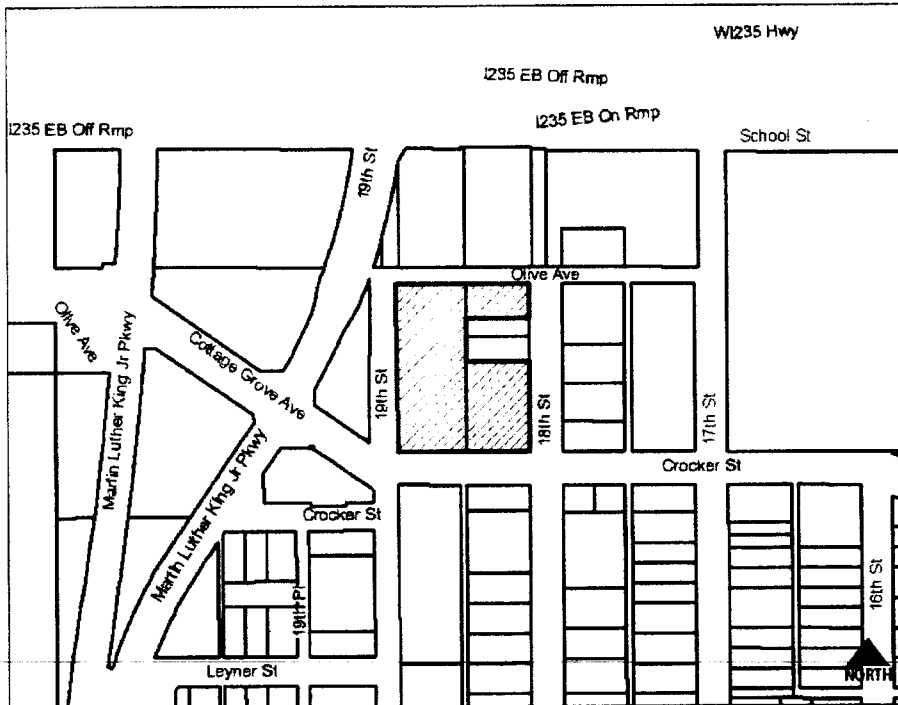 WI235 Hwy
I235 EB Off Rmp
I235 EB On Rmp
I235 EB Off Rmp
School St
19th St
Olive Ave
Olive Ave
Martin Luther King Jr Pkwy
Cottage Grove Ave
19th St
18th St
17th St
Crocker St
Martin Luther King Jr Pkwy
Crocker St
19th Pl
16th St
Leyner St
NORTH